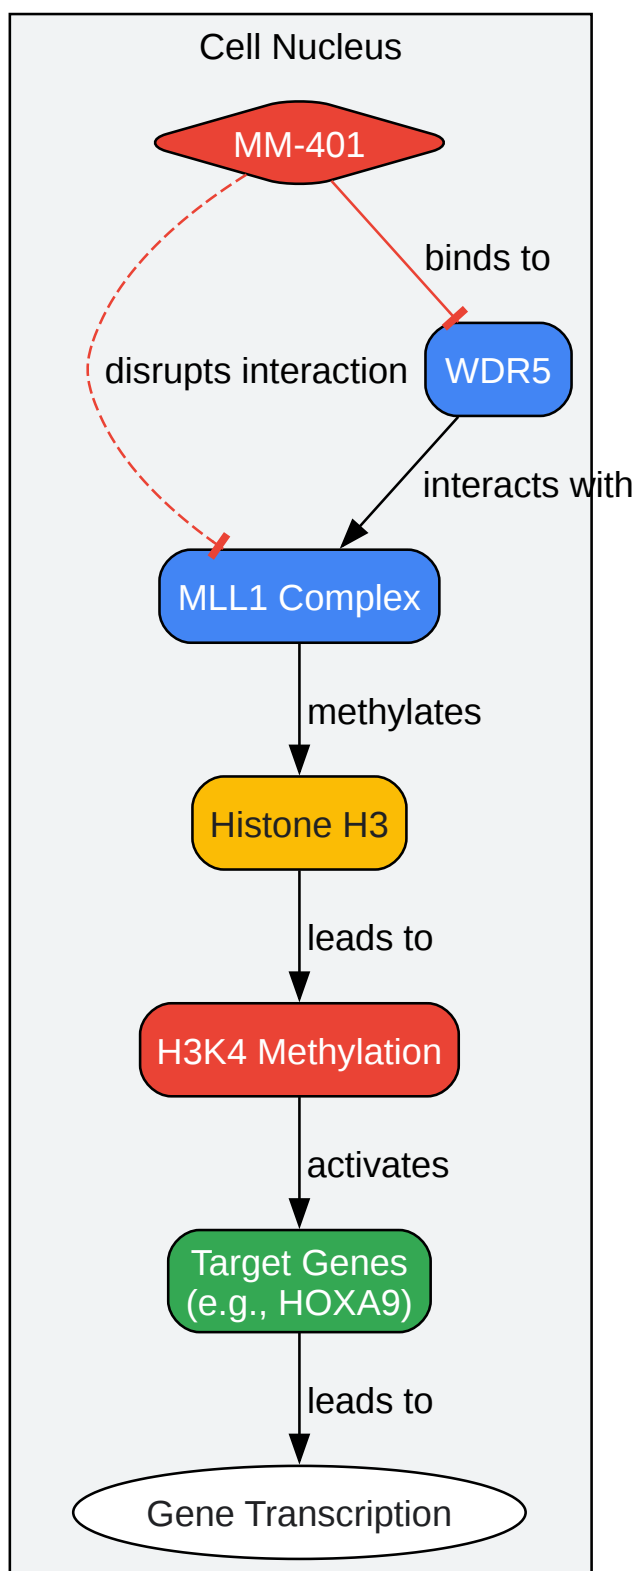 Cell Nucleus
MM-401
binds to
disrupts interaction
WDR5
interacts with
MLL1 Complex
methylates
Histone H3
leads to
H3K4 Methylation
activates
Target Genes
(e.g., HOXA9)
leads to
Gene Transcription